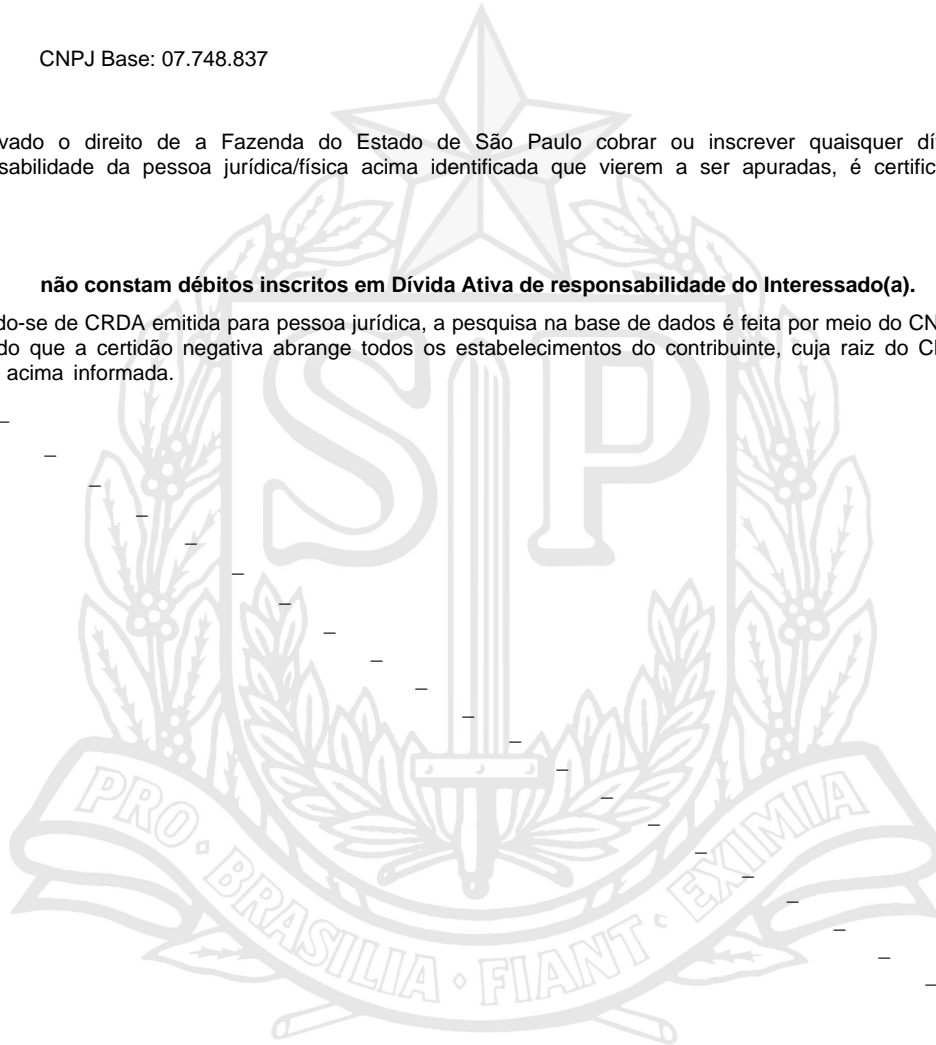 CNPJ Base: 07.748.837
vado o direito de a Fazenda do Estado de São Paulo cobrar ou inscrever quaisquer dí
sabilidade da pessoa jurídica/física acima identificada que vierem a ser apuradas, é certific
não constam débitos inscritos em Dívida Ativa de responsabilidade do Interessado(a).
do-se de CRDA emitida para pessoa jurídica, a pesquisa na base de dados é feita por meio do CN
do que a certidão negativa abrange todos os estabelecimentos do contribuinte, cuja raiz do C
acima informada.
SP
PRO • BRASILIA • FIANT • EXIMIA